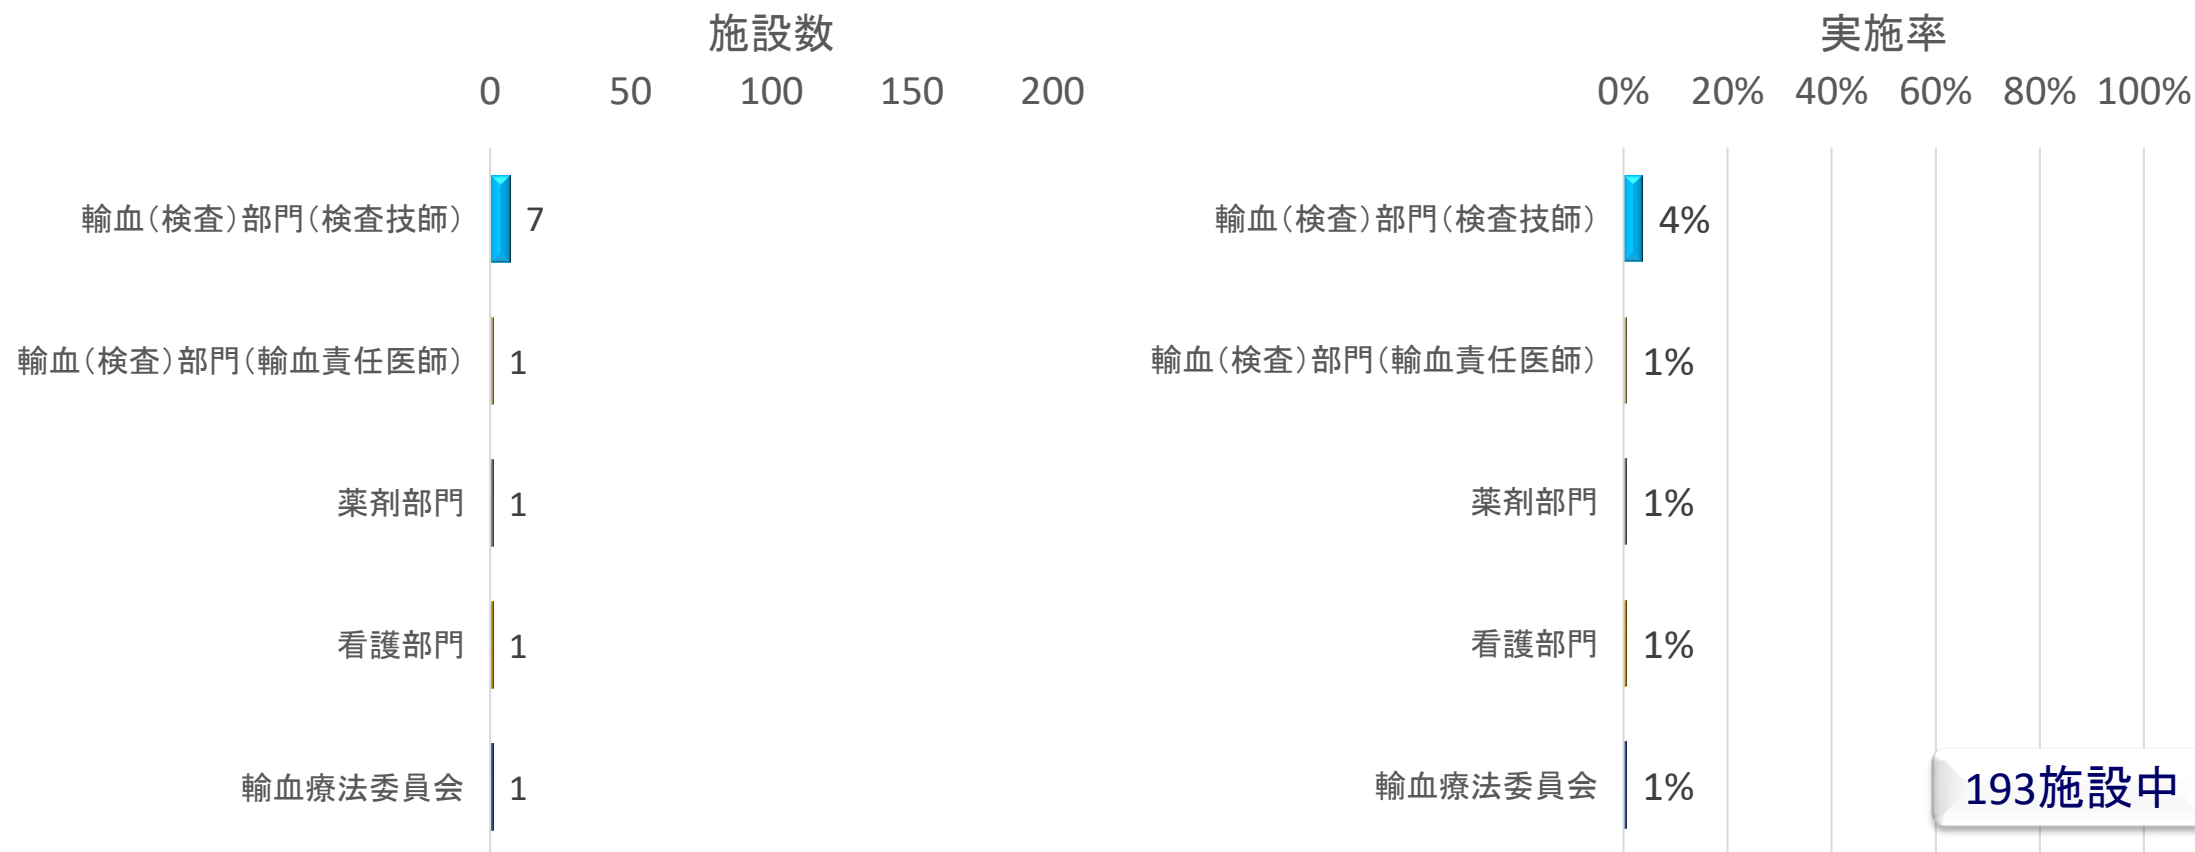 施設数
0 50 100 150 200
輸血（検査）部門（検査技師） 7
輸血（検査）部門（輸血責任医師） 1
薬剤部門 1
看護部門 1
輸血療法委員会 1
実施率
0% 20% 40% 60% 80% 100%
輸血（検査）部門（検査技師） 4%
輸血（検査）部門（輸血責任医師） 1%
薬剤部門 1%
看護部門 1%
輸血療法委員会 1%
193施設中